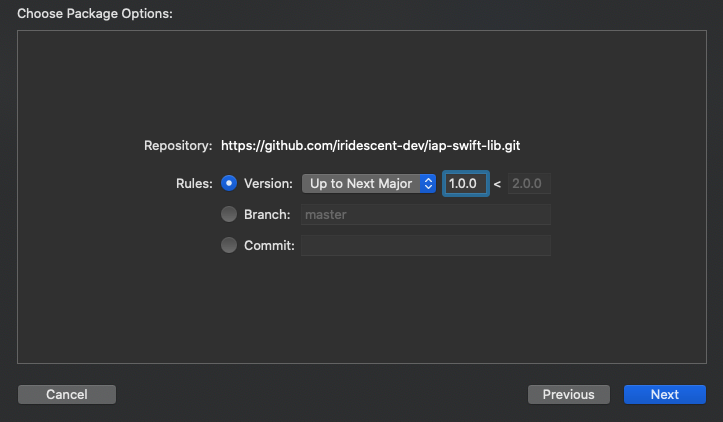 Choose Package Options:
Repository: https://github.com/iridescent-dev/iap-swift-lib.git
Rules: Version: Up to Next Major 1.0.0 < 2.0.0
Branch: master
Commit:
Cancel Previous Next